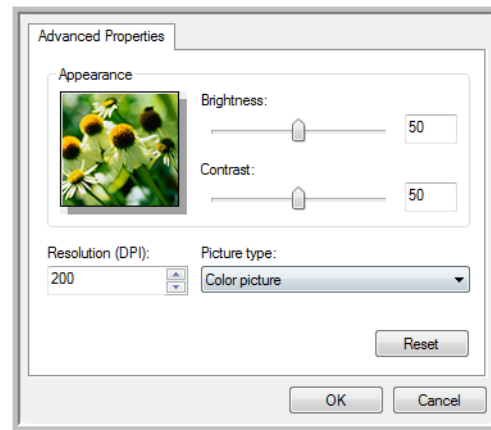 Advanced Properties
Appearance
Brightness:
50
Contrast:
50
Resolution (DPI):
Picture type:
200
Color picture
Reset
OK
Cancel